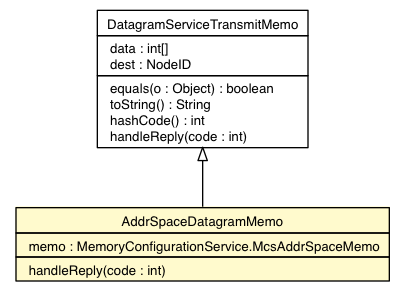 DatagramServiceTransmitMemo
data : int[]
dest : NodeID
equals(o : Object) : boolean
toString() : String
hashCode() : int
handleReply(code : int)
AddrSpaceDatagramMemo
memo : MemoryConfigurationService.McsAddrSpaceMemo
handleReply(code : int)